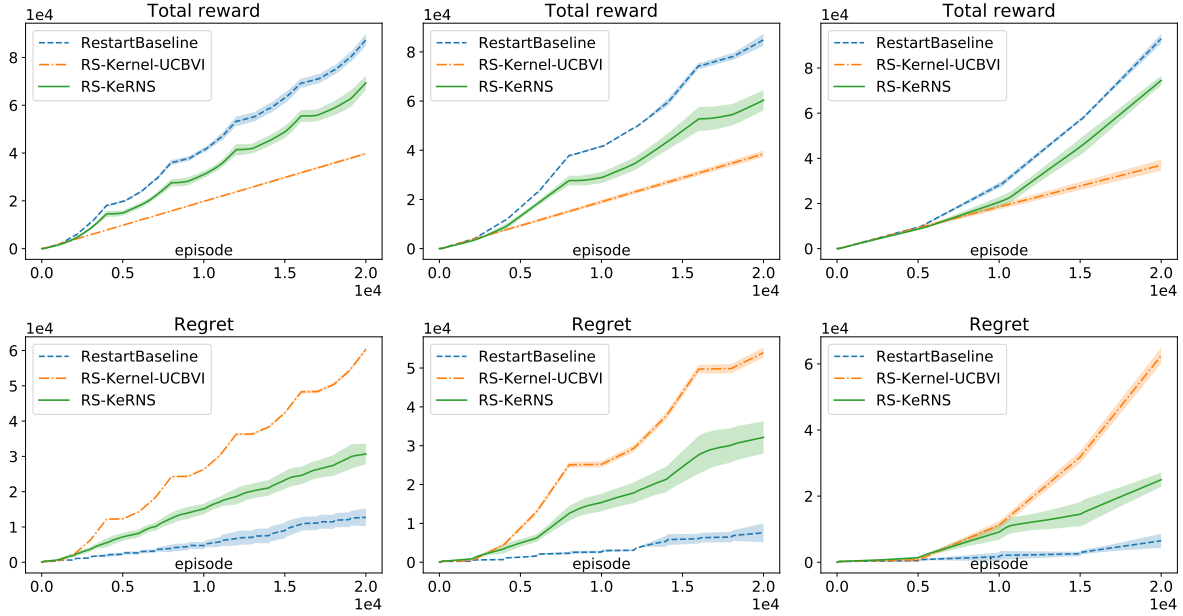 Total reward
1e4
RestartBaseline
RS-Kernel-UCBVI
RS-KeRNS
8
6
4
2
0
episode
0.0 0.5 1.0 1.5 2.0
1e4
Total reward
1e4
RestartBaseline
RS-Kernel-UCBVI
RS-KeRNS
8
6
4
2
0
episode
0.0 0.5 1.0 1.5 2.0
1e4
Total reward
1e4
RestartBaseline
RS-Kernel-UCBVI
RS-KeRNS
8
6
4
2
0
episode
0.0 0.5 1.0 1.5 2.0
1e4
Regret
1e4
RestartBaseline
RS-Kernel-UCBVI
RS-KeRNS
6
5
4
3
2
1
0
episode
0.0 0.5 1.0 1.5 2.0
1e4
Regret
1e4
RestartBaseline
RS-Kernel-UCBVI
RS-KeRNS
5
4
3
2
1
0
episode
0.0 0.5 1.0 1.5 2.0
1e4
Regret
1e4
RestartBaseline
RS-Kernel-UCBVI
RS-KeRNS
6
4
2
0
episode
0.0 0.5 1.0 1.5 2.0
1e4